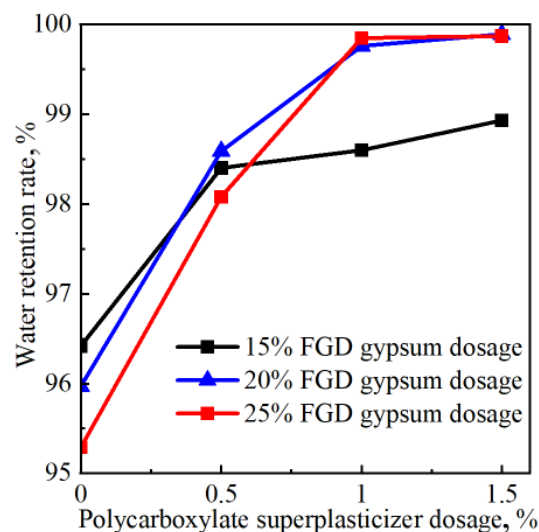 100
99
98
97
96
95
Water retention rate, %
15% FGD gypsum dosage
20% FGD gypsum dosage
25% FGD gypsum dosage
0 0.5 1 1.5
Polycarboxylate superplasticizer dosage, %